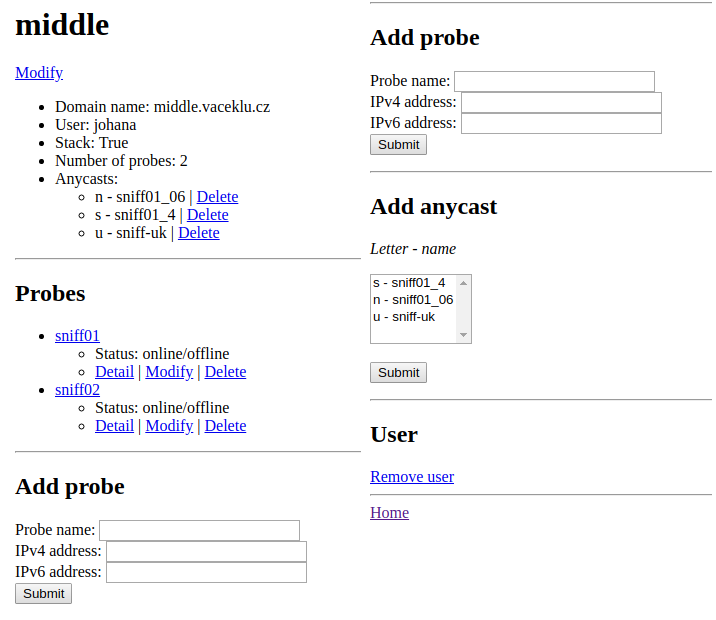 middle
Modify
Domain name: middle.vaceklu.cz
User: johana
Stack: True
Number of probes: 2
Anycasts:
n - sniff01_06 | Delete
s - sniff01_4 | Delete
u - sniff-uk | Delete
Probes
sniff01
Status: online/offline
Detail | Modify | Delete
sniff02
Status: online/offline
Detail | Modify | Delete
Add probe
Probe name:
IPv4 address:
IPv6 address:
Submit
Add probe
Probe name:
IPv4 address:
IPv6 address:
Submit
Add anycast
Letter - name
s - sniff01_4
n - sniff01_06
u - sniff-uk
Submit
User
Remove user
Home